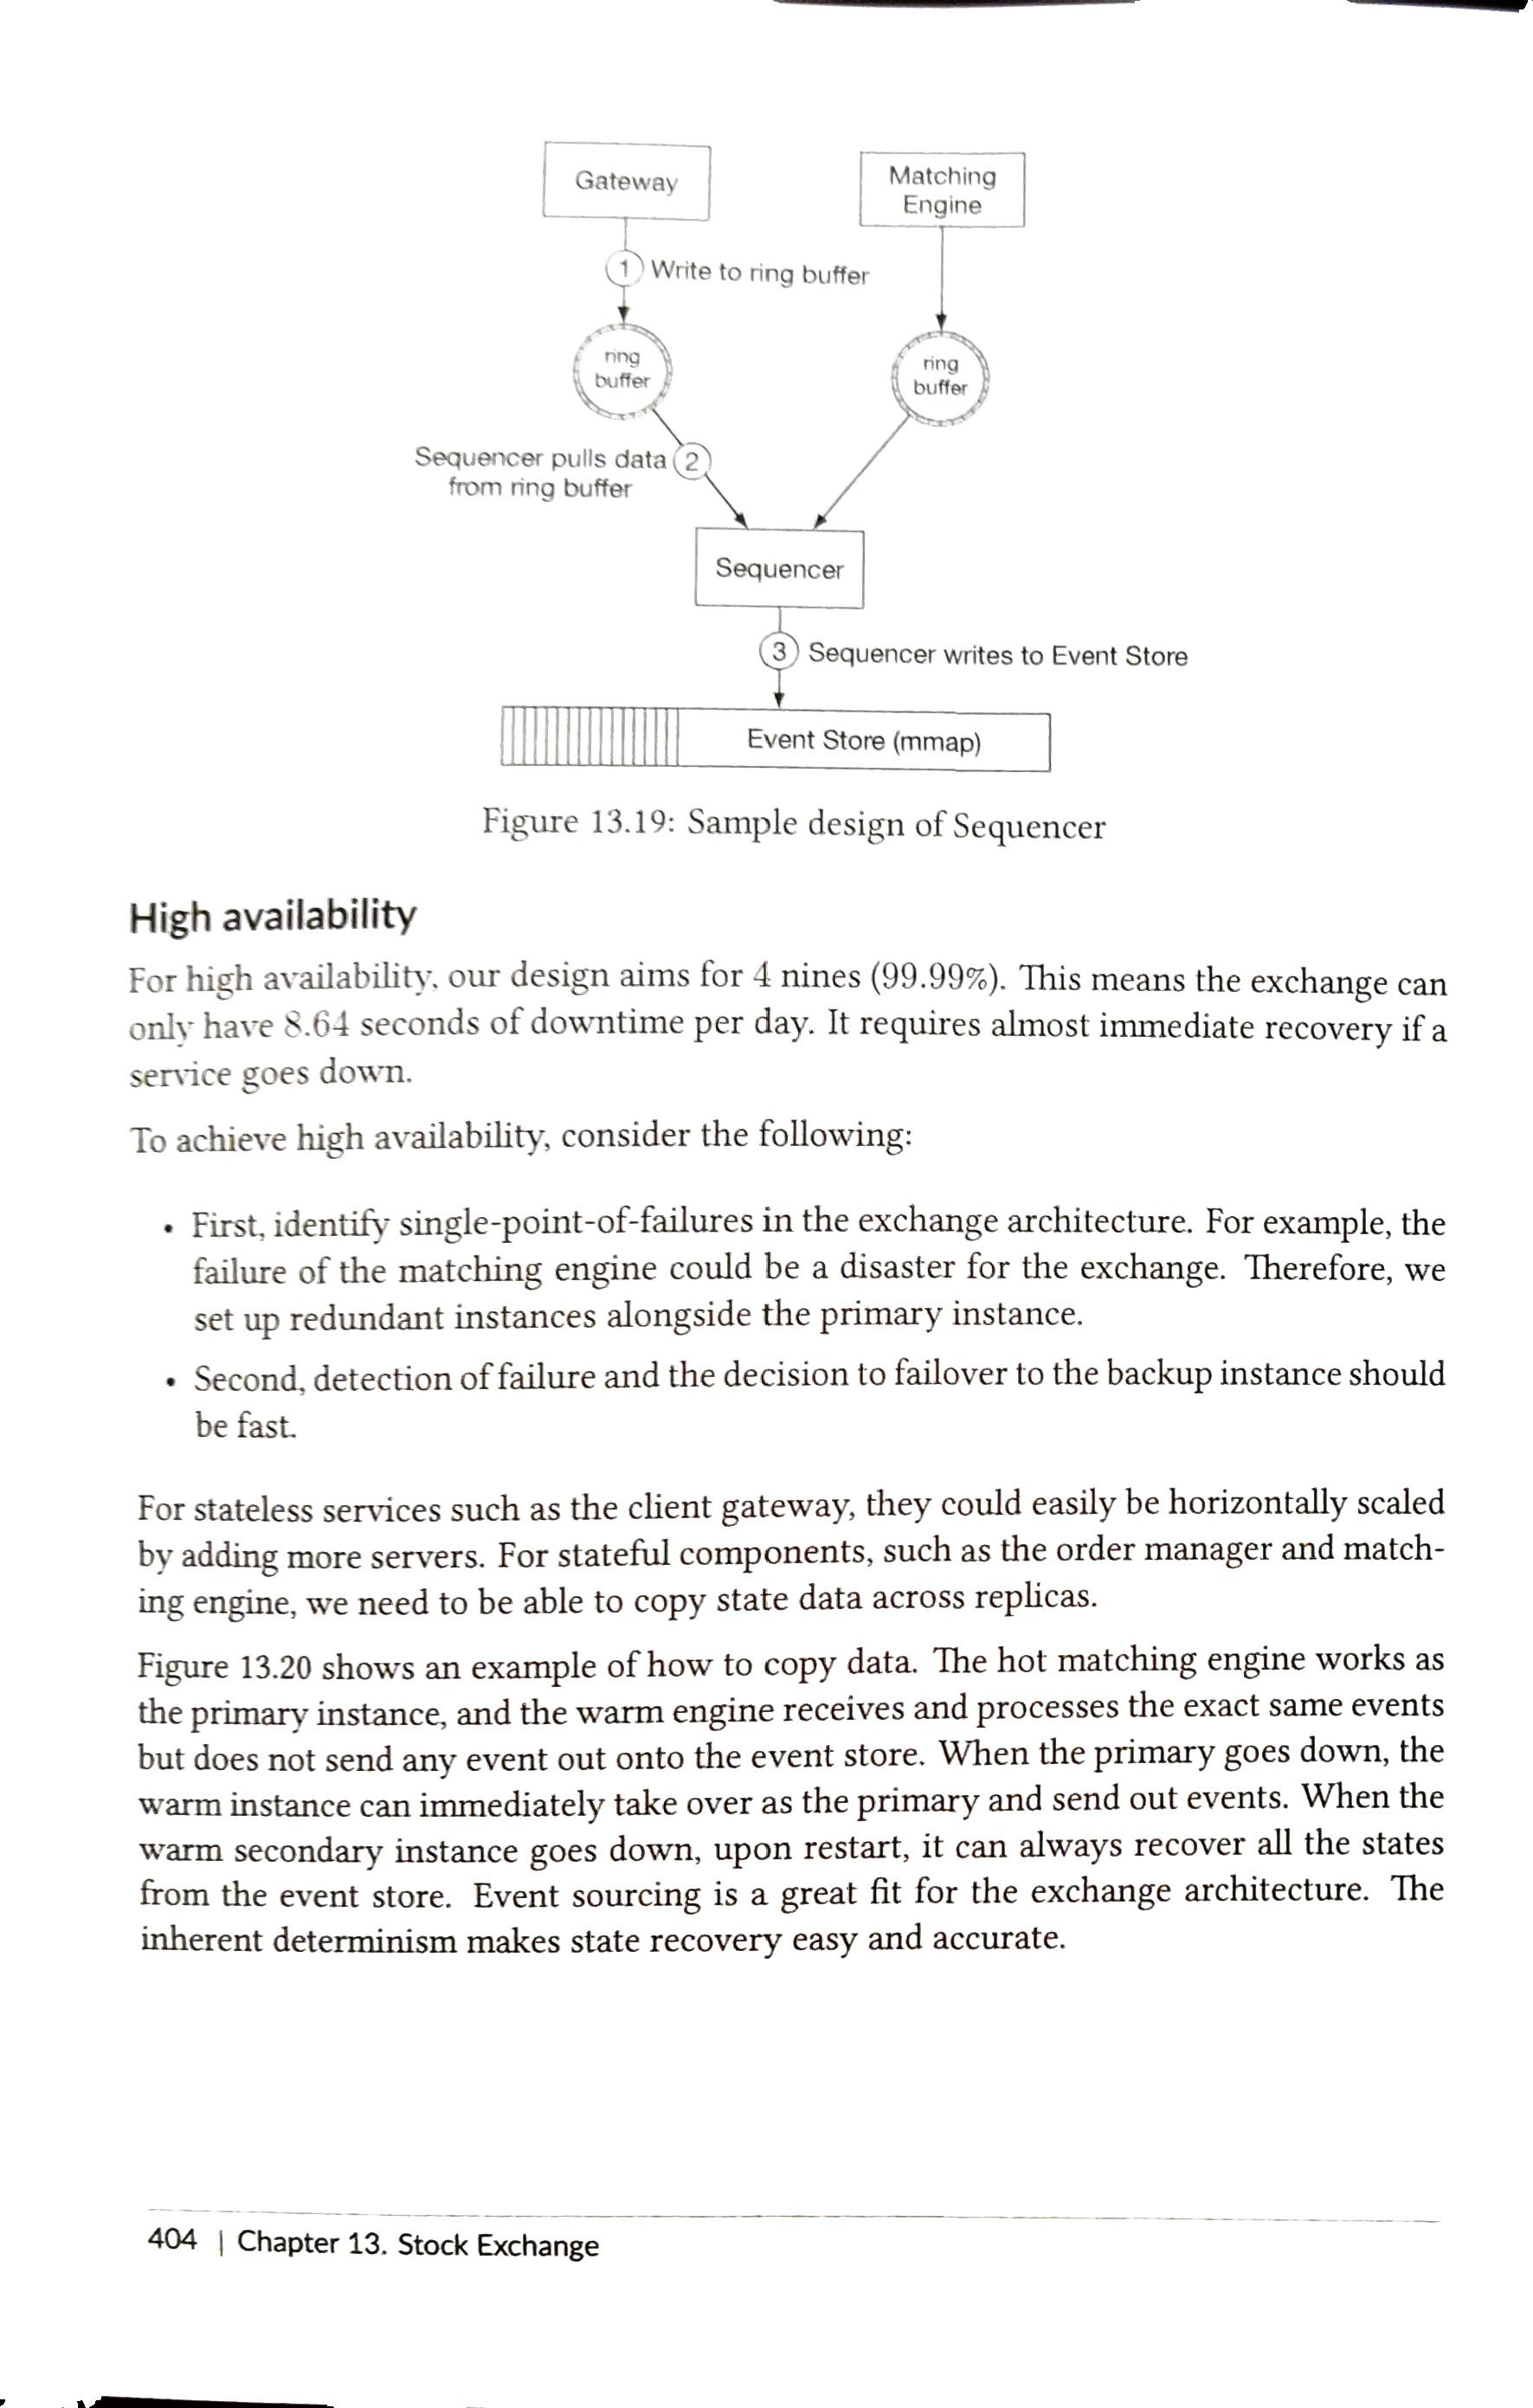 Gateway
Matching
Engine
1 Write to ring buffer
ring
buffer
ring
buffer
Sequencer pulls data 2
from ring buffer
Sequencer
3 Sequencer writes to Event Store
Event Store (mmap)
Figure 13.19: Sample design of Sequencer
High availability
For high availability, our design aims for 4 nines (99.99%). This means the exchange can
only have 8.64 seconds of downtime per day. It requires almost immediate recovery if a
service goes down.
To achieve high availability, consider the following:
• First, identify single-point-of-failures in the exchange architecture. For example, the
failure of the matching engine could be a disaster for the exchange. Therefore, we
set up redundant instances alongside the primary instance.
• Second, detection of failure and the decision to failover to the backup instance should
be fast.
For stateless services such as the client gateway, they could easily be horizontally scaled
by adding more servers. For stateful components, such as the order manager and match-
ing engine, we need to be able to copy state data across replicas.
Figure 13.20 shows an example of how to copy data. The hot matching engine works as
the primary instance, and the warm engine receives and processes the exact same events
but does not send any event out onto the event store. When the primary goes down, the
warm instance can immediately take over as the primary and send out events. When the
warm secondary instance goes down, upon restart, it can always recover all the states
from the event store. Event sourcing is a great fit for the exchange architecture. The
inherent determinism makes state recovery easy and accurate.
404 | Chapter 13. Stock Exchange